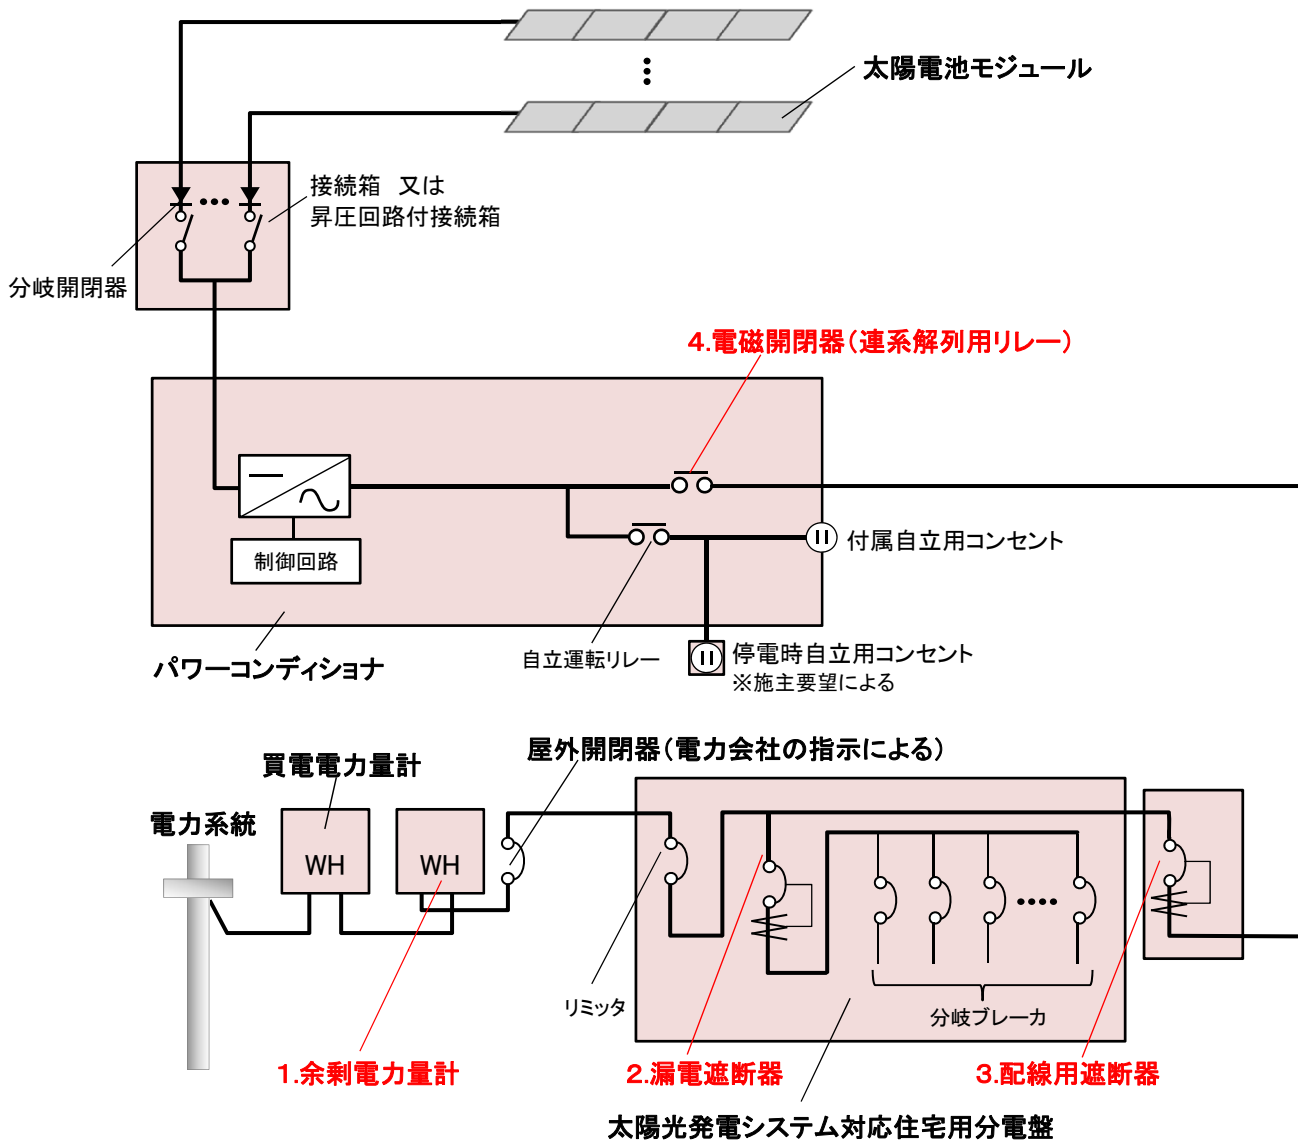 太陽電池モジュール
接続箱　又は
昇圧回路付接続箱
分岐開閉器
4.電磁開閉器(連系解列用リレー)
制御回路
付属自立用コンセント
パワーコンディショナ
自立運転リレー
停電時自立用コンセント
※施主要望による
屋外開閉器(電力会社の指示による)
買電電力量計
電力系統
WH
WH
リミッタ
分岐ブレーカ
1.余剰電力量計
2.漏電遮断器
3.配線用遮断器
太陽光発電システム対応住宅用分電盤